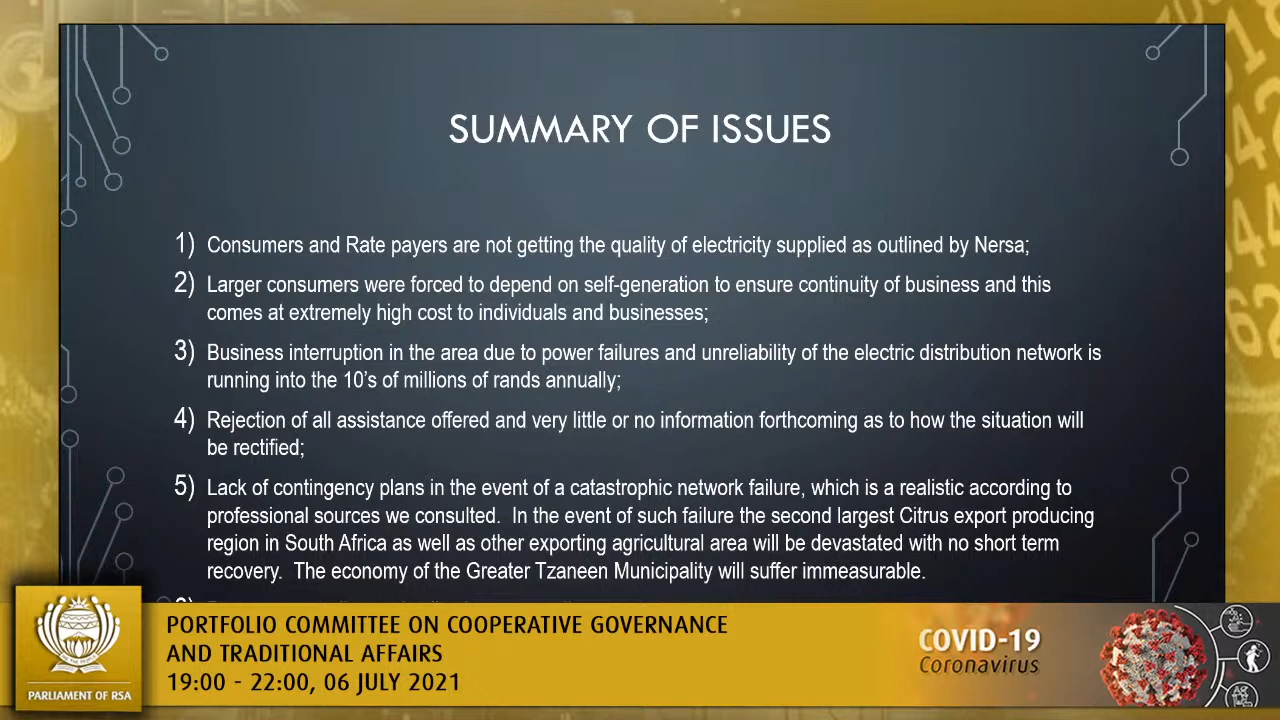 SUMMARY OF ISSUES
1) Consumers and Rate payers are not getting the quality of electricity supplied as outlined by Nersa;
2) Larger consumers were forced to depend on self-generation to ensure continuity of business and this
comes at extremely high cost to individuals and businesses;
3) Business interruption in the area due to power failures and unreliability of the electric distribution network is
running into the 10's of millions of rands annually;
4) Rejection of all assistance offered and very little or no information forthcoming as to how the situation will
be rectified;
5) Lack of contingency plans in the event of a catastrophic network failure, which is a realistic according to
professional sources we consulted. In the event of such failure the second largest Citrus export producing
region in South Africa as well as other exporting agricultural area will be devastated with no short term
recovery. The economy of the Greater Tzaneen Municipality will suffer immeasurable.
PARLIAMENT OF RSA
PORTFOLIO COMMITTEE ON COOPERATIVE GOVERNANCE
AND TRADITIONAL AFFAIRS
19:00 - 22:00, 06 JULY 2021
COVID-19
Coronavirus